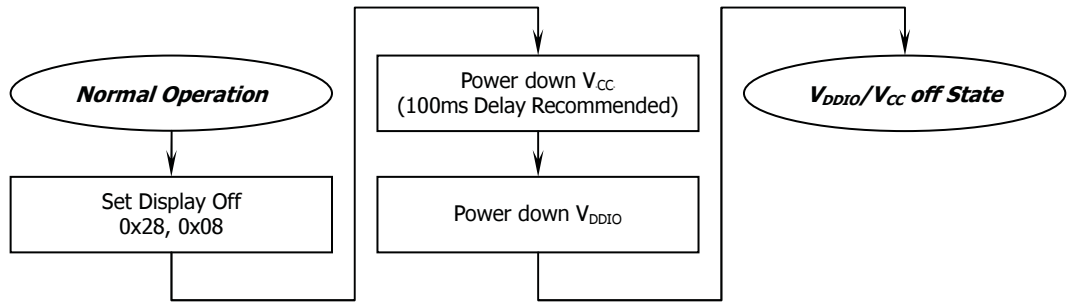 Normal Operation
Set Display Off
0x28, 0x08
Power down VCC
(100ms Delay Recommended)
Power down VDDIO
VDDIO/VCC off State